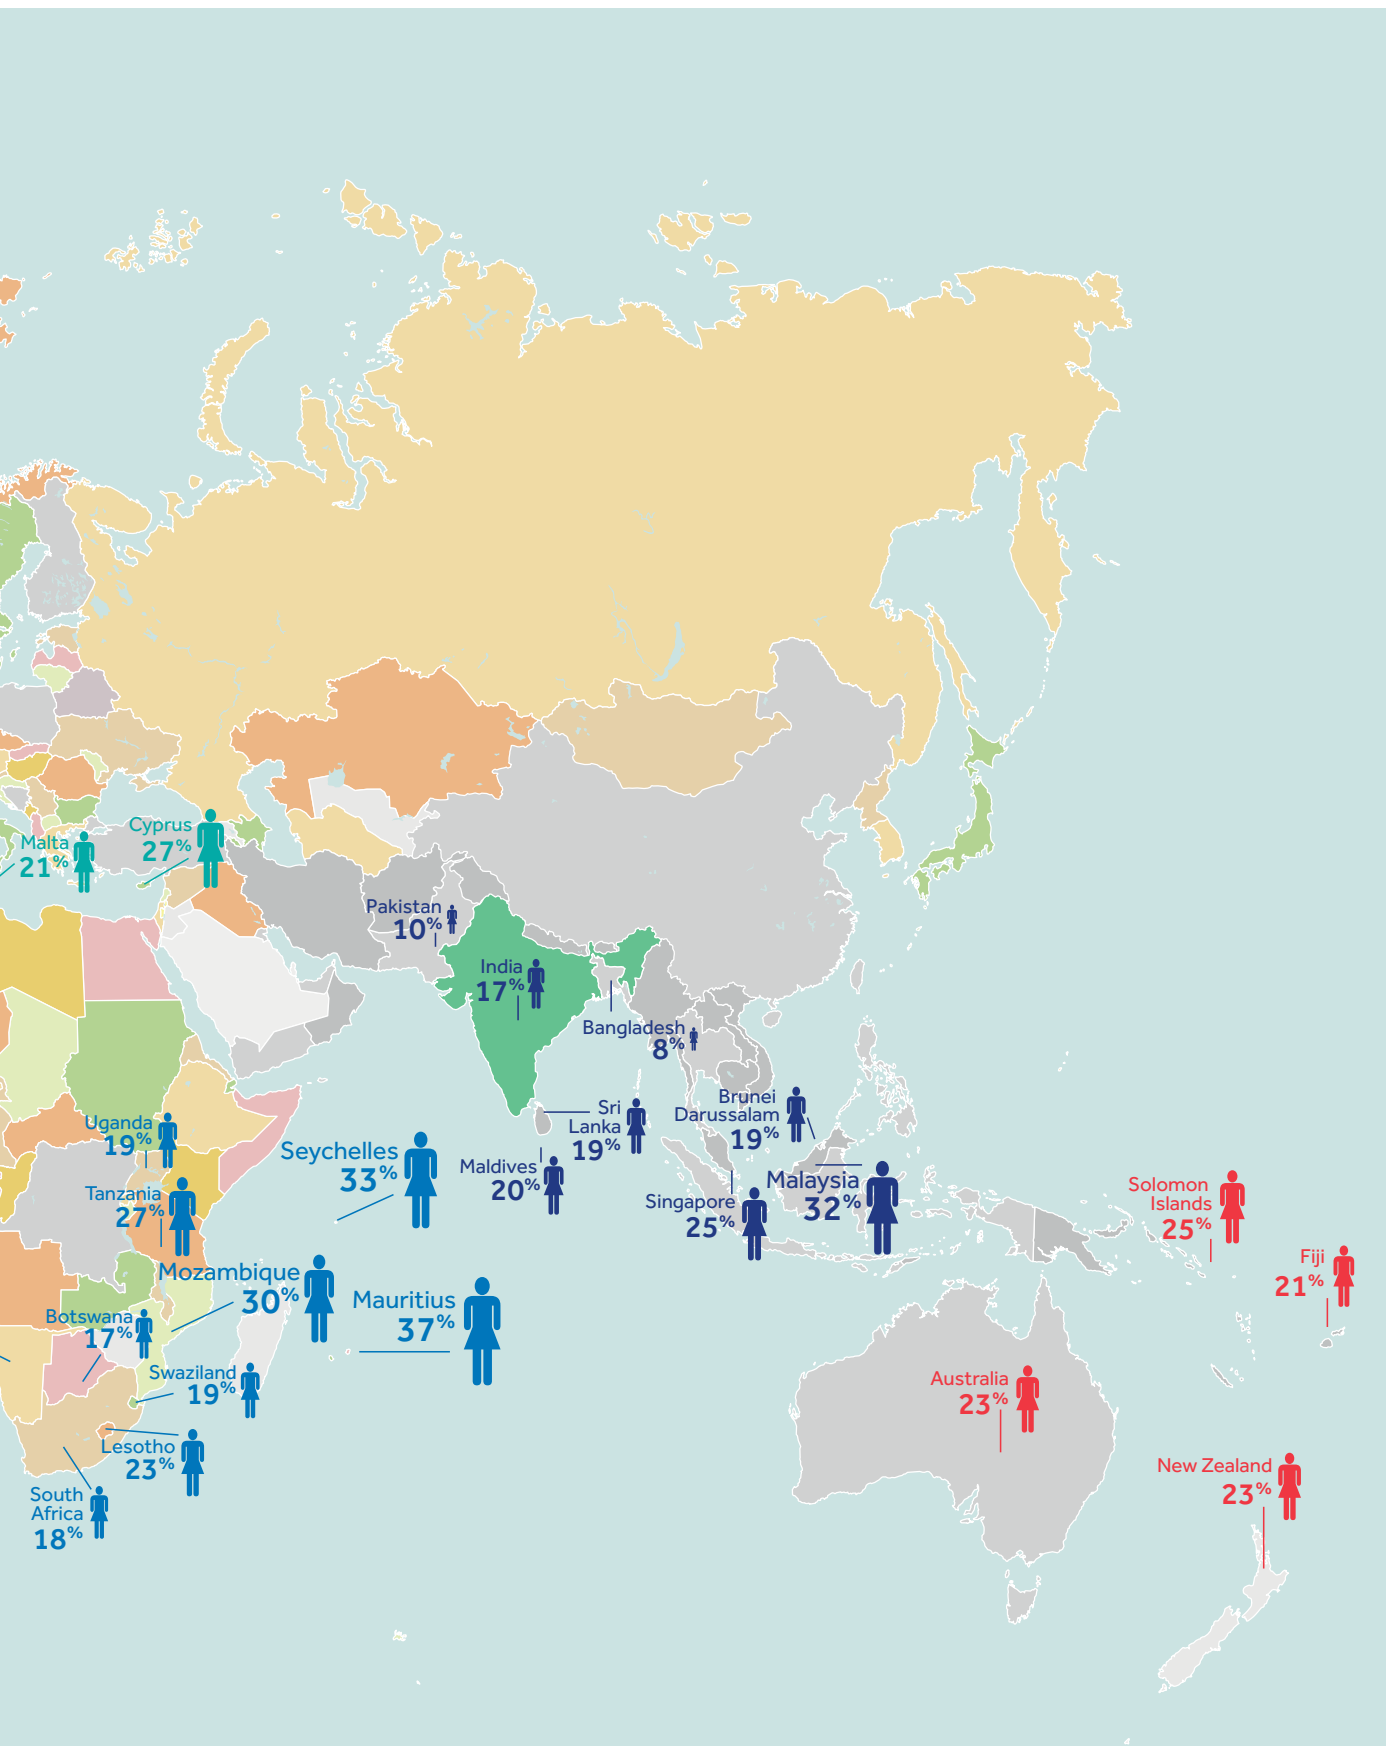 Cyprus
27%
Malta
21%
Pakistan
10%
India
17%
Bangladesh
8%
Brunei
Darussalam
19%
Sri
Lanka
19%
Uganda
19%
Seychelles
33%
Maldives
20%
Malaysia
32%
Singapore
25%
Tanzania
27%
Solomon
Islands
25%
Fiji
21%
Mozambique
30%
Mauritius
37%
Botswana
17%
Swaziland
19%
Australia
23%
Lesotho
23%
New Zealand
23%
South
Africa
18%